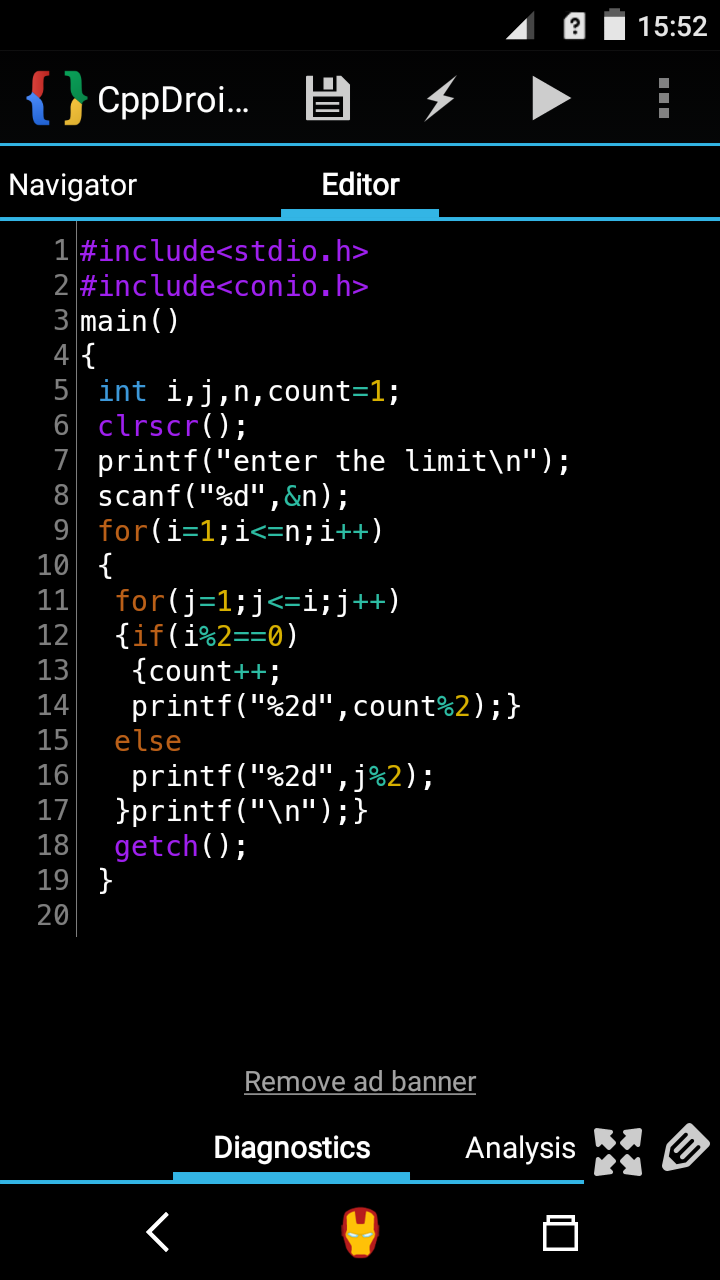 15:52
CppDroi...
Navigator Editor
1 #include<stdio.h>
2 #include<conio.h>
3 main()
4 {
5  int i,j,n,count=1;
6  clrscr();
7  printf("enter the limit\n");
8  scanf("%d",&n);
9  for(i=1;i<=n;i++)
10  {
11   for(j=1;j<=i;j++)
12   {if(i%2==0)
13    {count++;
14    printf("%2d",count%2);}
15   else
16    printf("%2d",j%2);
17   }printf("\n");}
18   getch();
19  }
20
Remove ad banner
Diagnostics Analysis